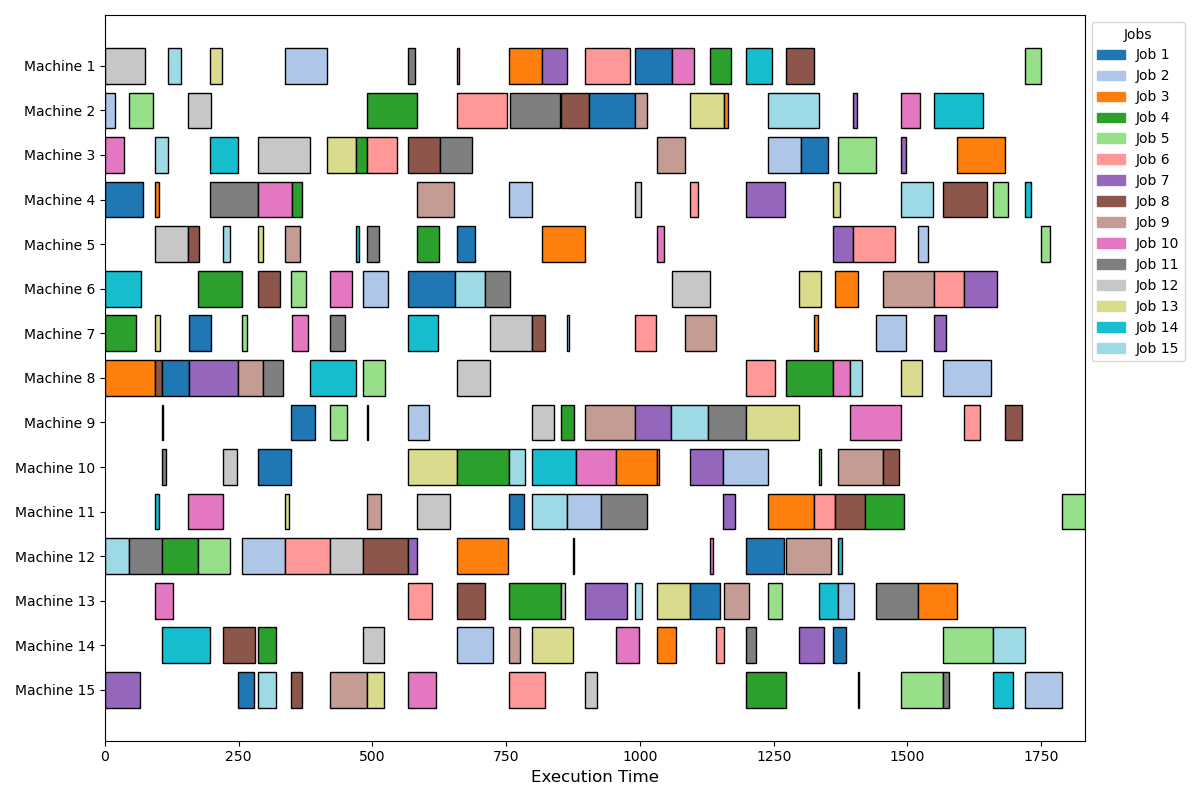 Machine 1
Machine 2
Machine 3
Machine 4
Machine 5
Machine 6
Machine 7
Machine 8
Machine 9
Machine 10
Machine 11
Machine 12
Machine 13
Machine 14
Machine 15
0 250 500 750 1000 1250 1500 1750
Execution Time
Jobs
Job 1
Job 2
Job 3
Job 4
Job 5
Job 6
Job 7
Job 8
Job 9
Job 10
Job 11
Job 12
Job 13
Job 14
Job 15